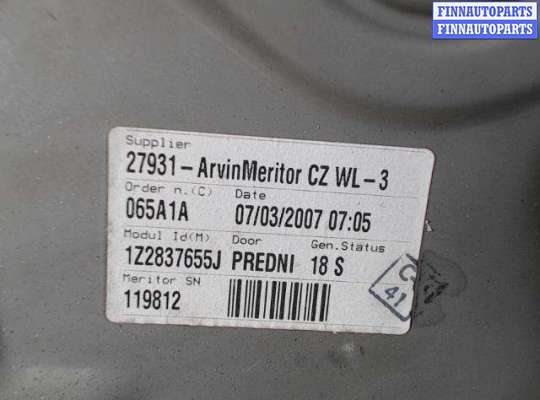 FINNAUTOPARTS
FINNAUTOPARTS
Supplier
27931-ArvinMeritor CZ WL-3
Order n.(C) Date
065A1A 07/03/2007 07:05
Modul Id(M) Door Gen.Status
1Z2837655J PREDNI 18 S
Meritor SN
119812
41